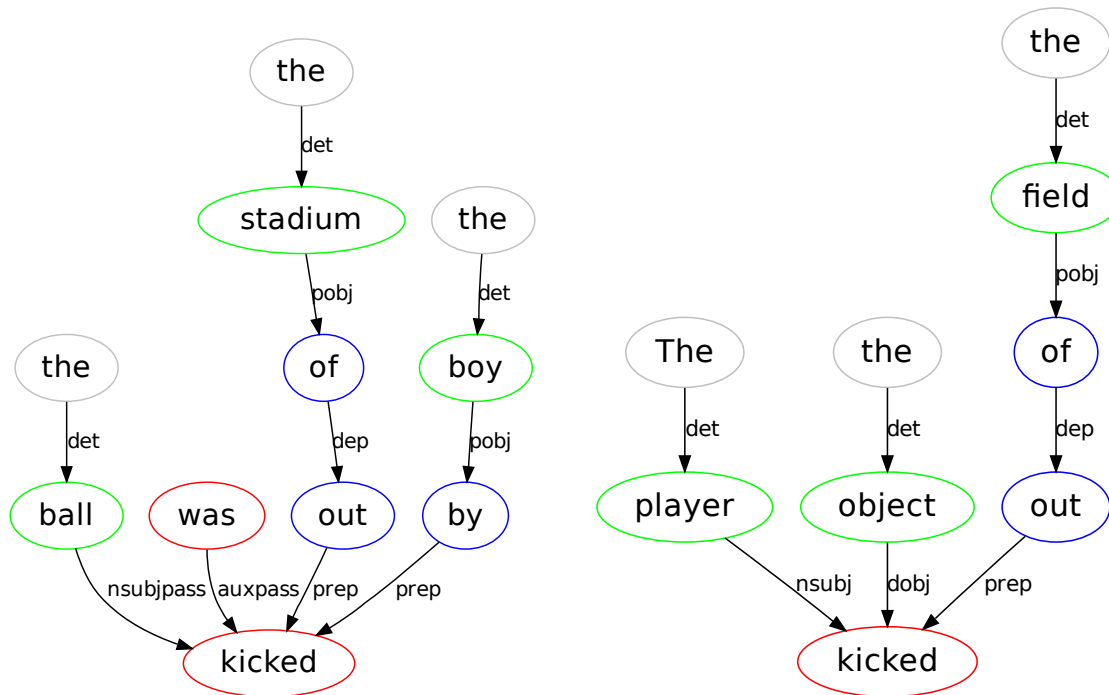 the
det
stadium
the
pobj
det
the
of
boy
det
dep
pobj
ball
was
out
by
nsubjpass
auxpass
prep
prep
kicked
the
det
field
pobj
The
the
of
det
det
dep
player
object
out
nsubj
dobj
prep
kicked